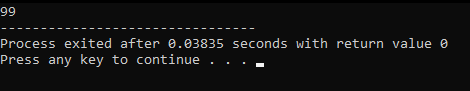 99
--------------------------------
Process exited after 0.03835 seconds with return value 0
Press any key to continue . . .